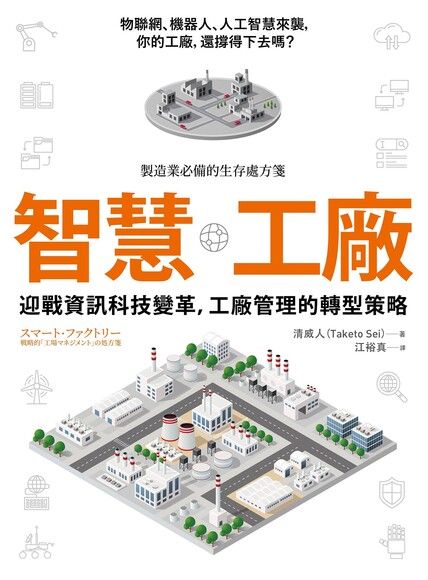 物聯網、機器人、人工智慧來襲，
你的工廠，還撐得下去嗎？
製造業必備的生存處方箋
智慧工廠
迎戰資訊科技變革，工廠管理的轉型策略
スマート・ファクトリー
戦略的「工場マネジメント」の処方箋
清威人（Taketo Sei）—著
江裕真—譯